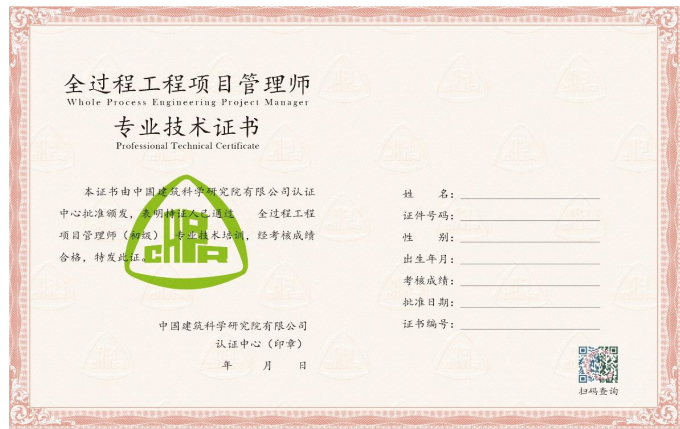 全过程工程项目管理师
Whole Process Engineering Project Manager
专业技术证书
Professional Technical Certificate
本证书由中国建筑科学研究院有限公司认证
中心批准颁发，表明持证人已通过 全过程工程
项目管理师（初级） 专业技术培训，经考核成绩
合格，特发此证。
中国建筑科学研究院有限公司
认证中心（印章）
年 月 日
姓 名：
证件号码：
性 别：
出生年月：
考核成绩：
批准日期：
证书编号：
扫码查询